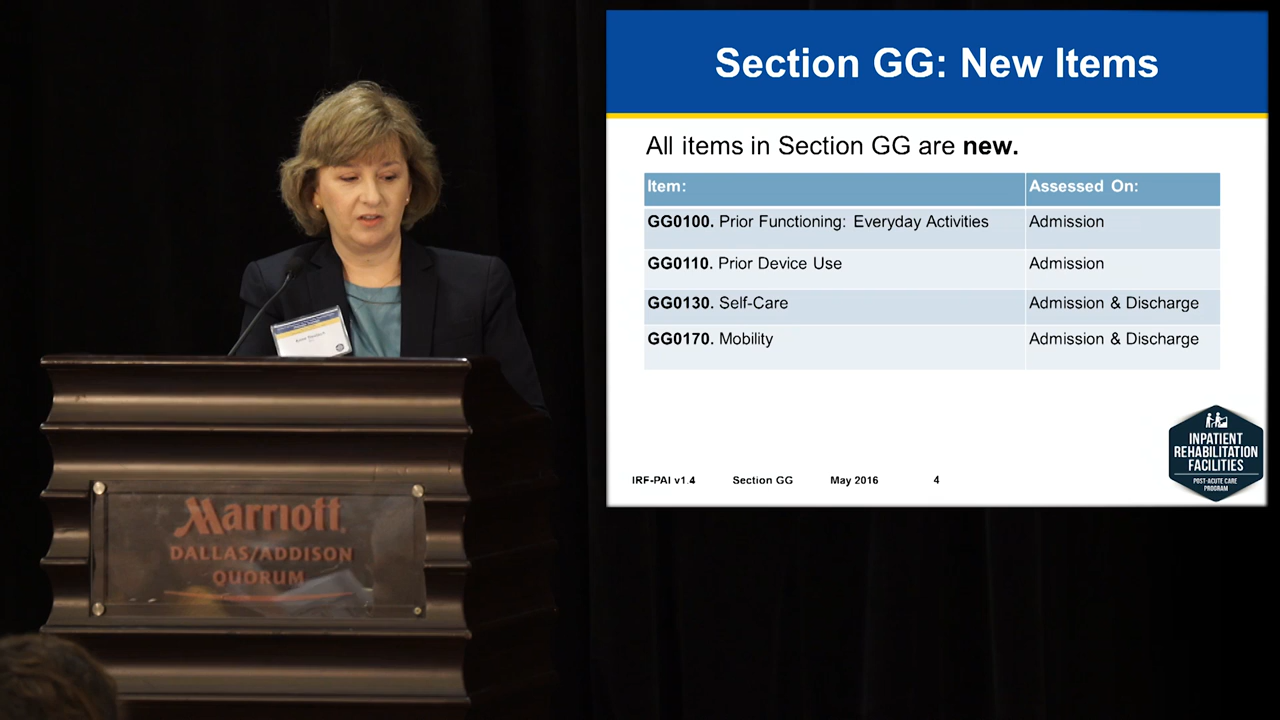 Section GG: New Items
All items in Section GG are new.
Item: Assessed On:
GG0100. Prior Functioning: Everyday Activities Admission
GG0110. Prior Device Use Admission
GG0130. Self-Care Admission & Discharge
GG0170. Mobility Admission & Discharge
INPATIENT
REHABILITATION
FACILITIES
POST-ACUTE CARE
PROGRAM
IRF-PAI v1.4 Section GG May 2016 4
Marriott
DALLAS/ADDISON
QUORUM